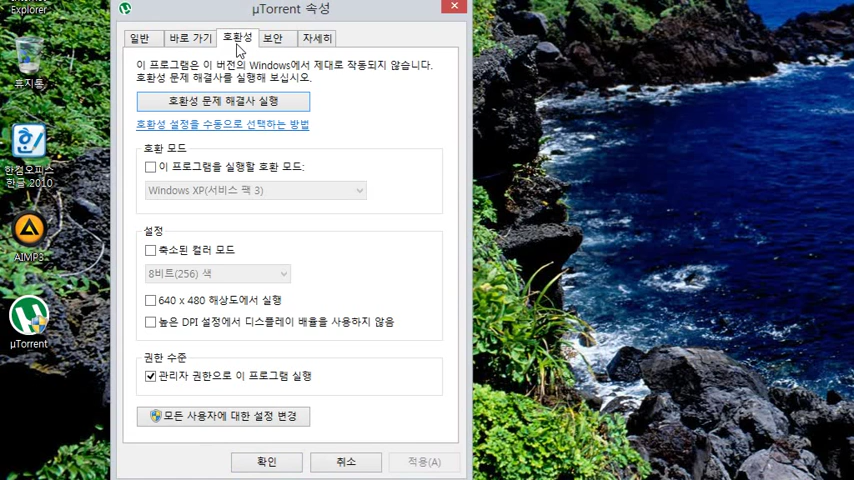 μTorrent 속성
Explorer
휴지통
한컴오피스
한글 2010
AIMP3
μTorrent
일반
바로 가기
호환성
보안
자세히
이 프로그램은 이 버전의 Windows에서 제대로 작동되지 않습니다.
호환성 문제 해결사를 실행해 보십시오.
호환성 문제 해결사 실행
호환성 설정을 수동으로 선택하는 방법
호환 모드
이 프로그램을 실행할 호환 모드:
Windows XP(서비스 팩 3)
설정
축소된 컬러 모드
8비트(256) 색
640 x 480 해상도에서 실행
높은 DPI 설정에서 디스플레이 배율을 사용하지 않음
권한 수준
관리자 권한으로 이 프로그램 실행
모든 사용자에 대한 설정 변경
확인
취소
적용(A)